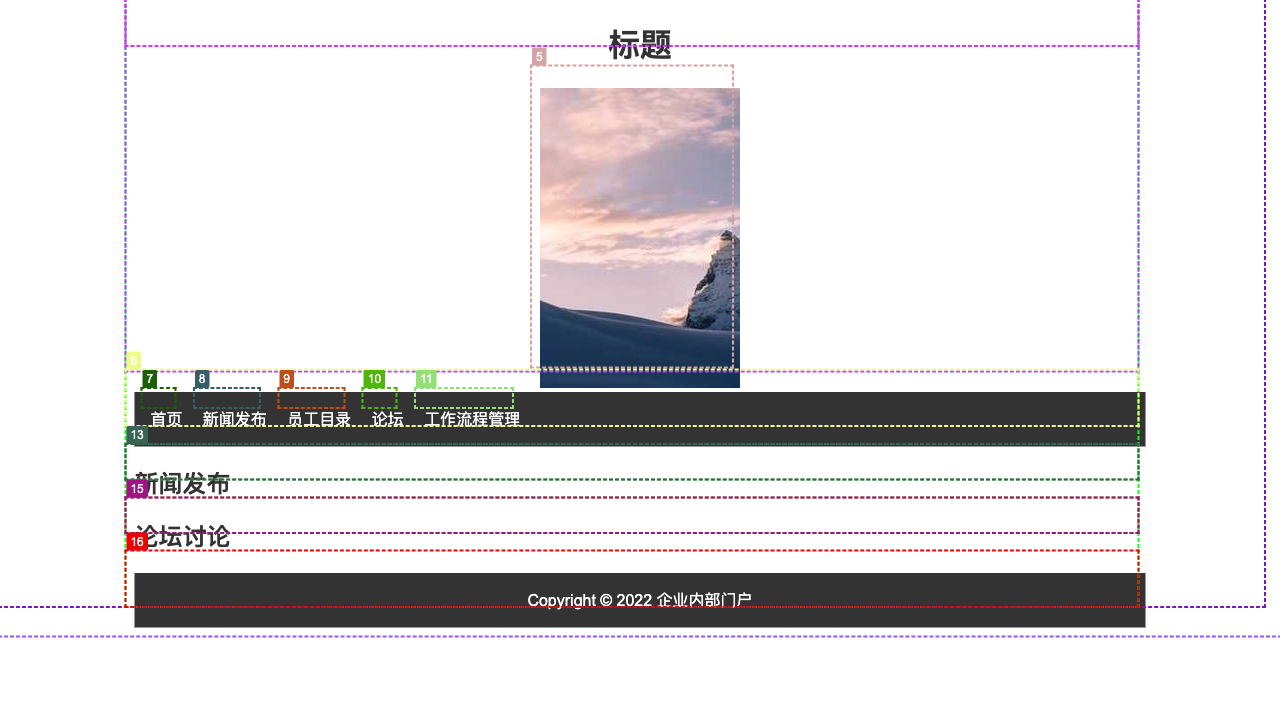 标题
5
6
7 8 9 10 11
首页 新闻发布 员工目录 论坛 工作流程管理
13
新闻发布
15
论坛讨论
16
Copyright © 2022 企业内部门户